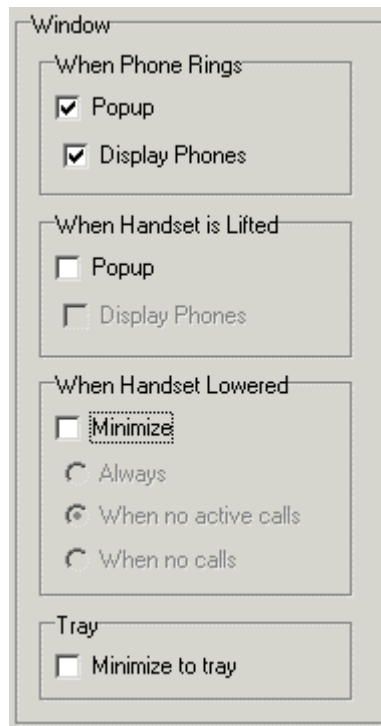 Window
When Phone Rings
Popup
Display Phones
When Handset is Lifted
Popup
Display Phones
When Handset Lowered
Minimize
Always
When no active calls
When no calls
Tray
Minimize to tray